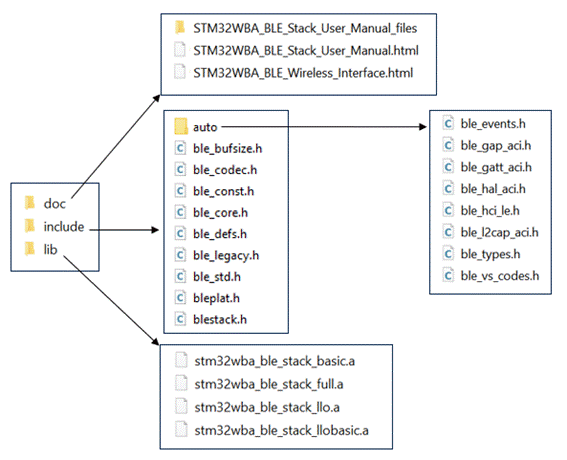 STM32WBA_BLE_Stack_User_Manual_files
STM32WBA_BLE_Stack_User_Manual.html
STM32WBA_BLE_Wireless_Interface.html
doc
include
lib
auto
ble_bufsize.h
ble_codec.h
ble_const.h
ble_core.h
ble_defs.h
ble_legacy.h
ble_std.h
bleplat.h
blestack.h
ble_events.h
ble_gap_aci.h
ble_gatt_aci.h
ble_hal_aci.h
ble_hci_le.h
ble_l2cap_aci.h
ble_types.h
ble_vs_codes.h
stm32wba_ble_stack_basic.a
stm32wba_ble_stack_full.a
stm32wba_ble_stack_llo.a
stm32wba_ble_stack_llobasic.a